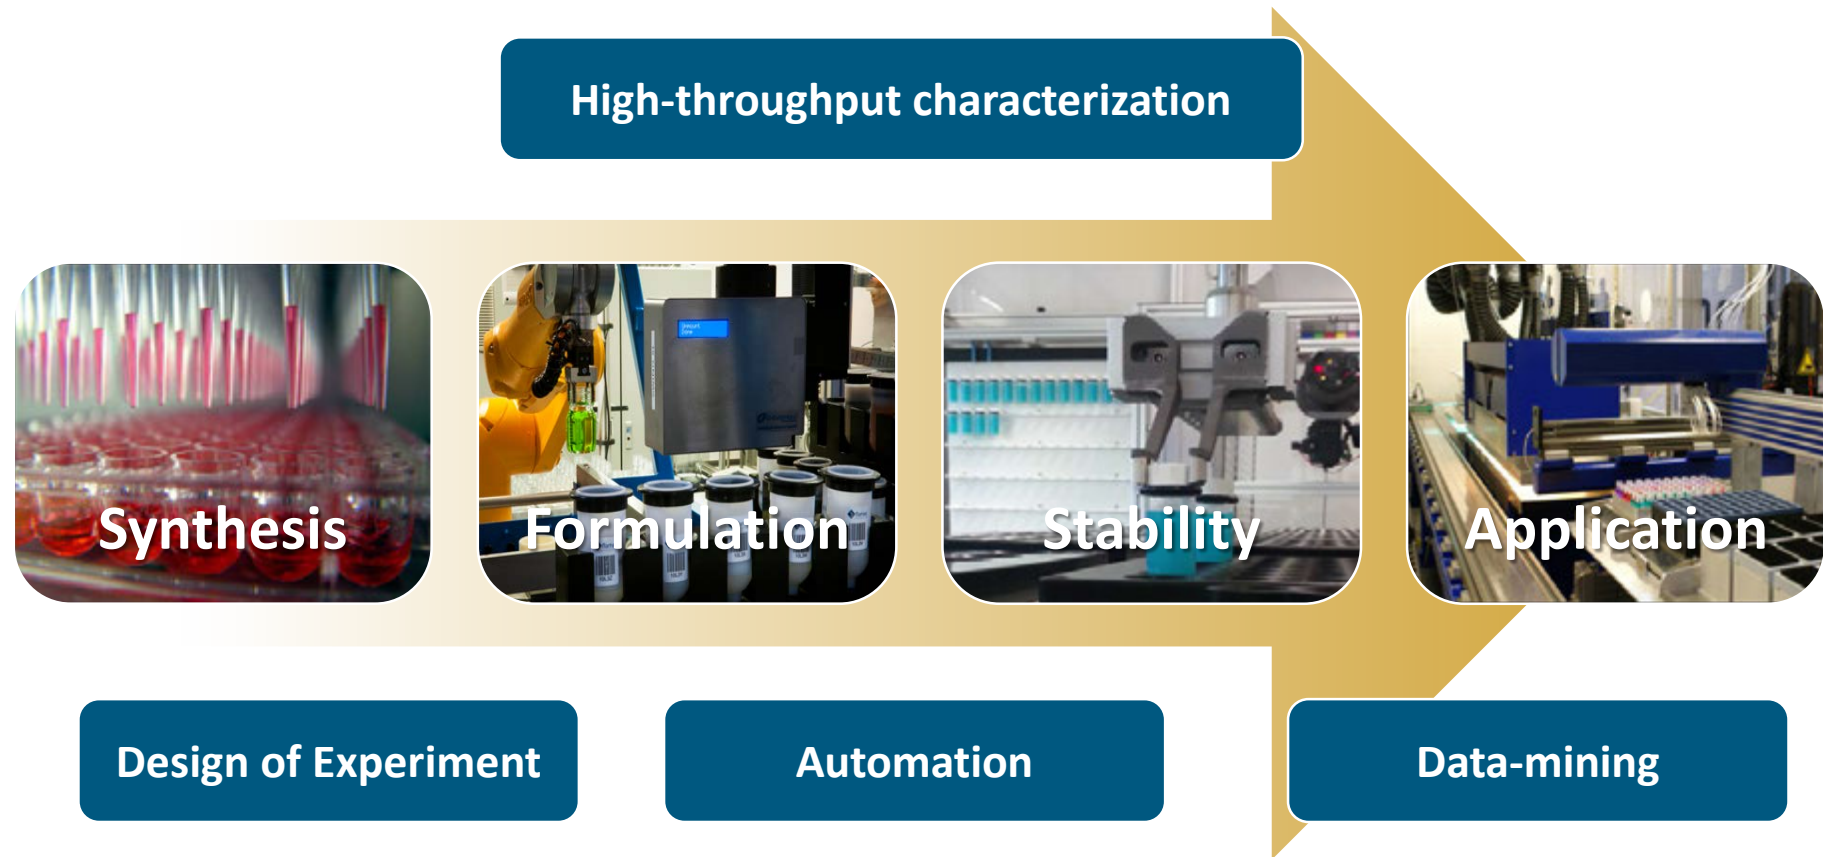 High-throughput characterization
Synthesis
Formulation
Stability
Application
Design of Experiment
Automation
Data-mining